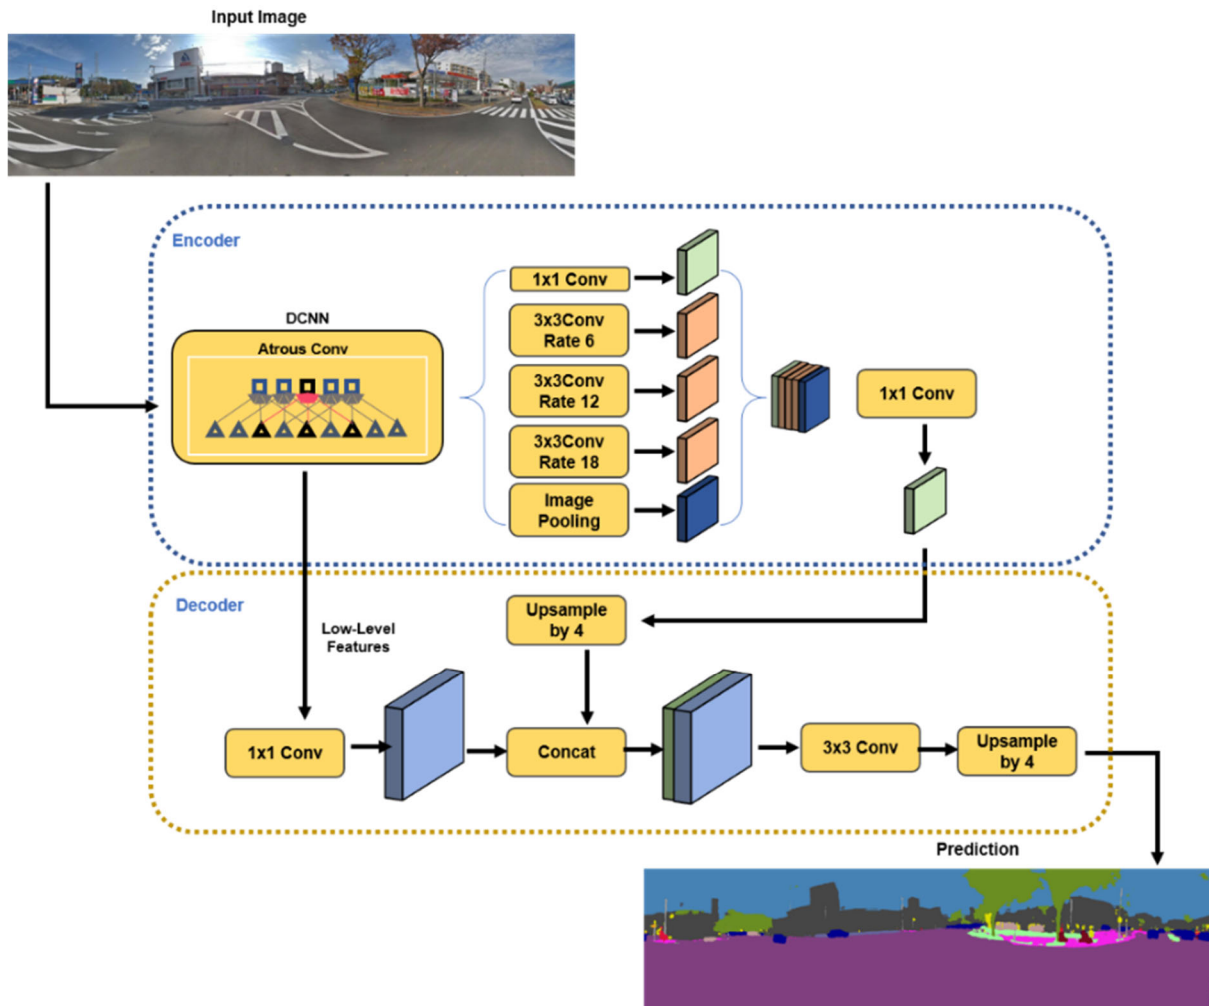 Input Image
Encoder
DCNN
Atrous Conv
1x1 Conv
3x3Conv
Rate 6
3x3Conv
Rate 12
3x3Conv
Rate 18
Image
Pooling
1x1 Conv
Decoder
Low-Level
Features
Upsample
by 4
1x1 Conv
Concat
3x3 Conv
Upsample
by 4
Prediction